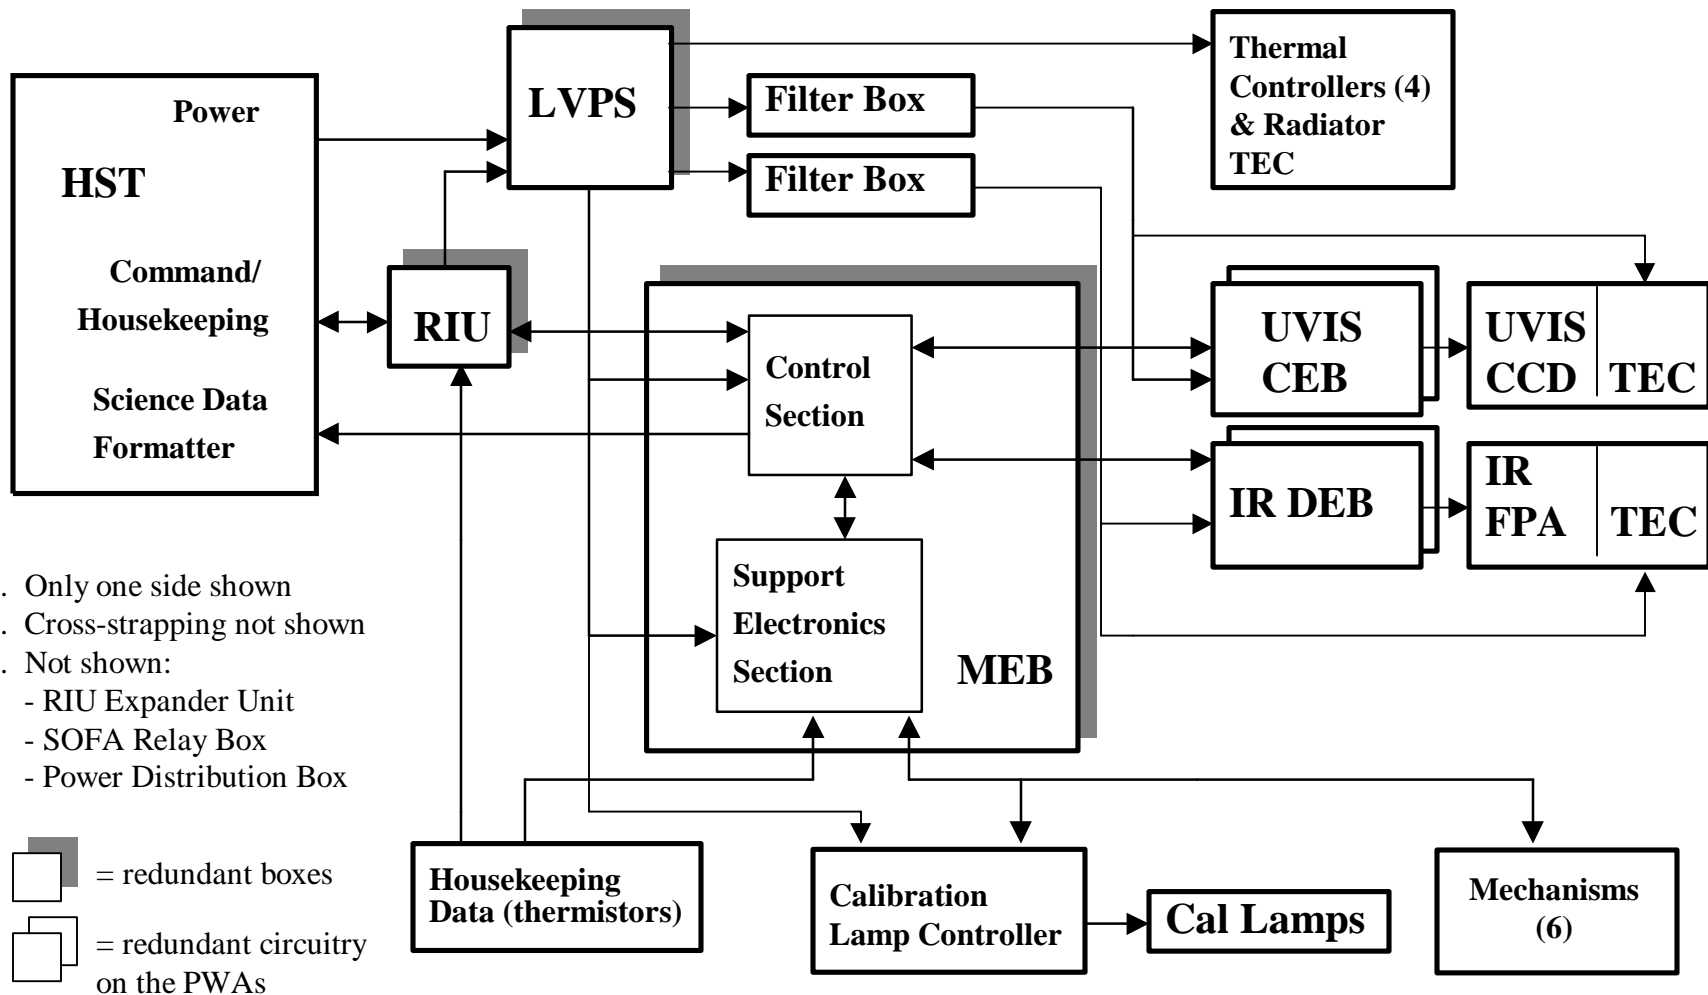 Power
HST
Command/
Housekeeping
Science Data
Formatter
LVPS
RIU
Filter Box
Filter Box
Thermal
Controllers (4)
& Radiator
TEC
Control
Section
Support
Electronics
Section
MEB
UVIS
CEB
UVIS
CCD
TEC
IR DEB
IR
FPA
TEC
. Only one side shown
. Cross-strapping not shown
. Not shown:
- RIU Expander Unit
- SOFA Relay Box
- Power Distribution Box
= redundant boxes
= redundant circuitry
on the PWAs
Housekeeping
Data (thermistors)
Calibration
Lamp Controller
Cal Lamps
Mechanisms
(6)